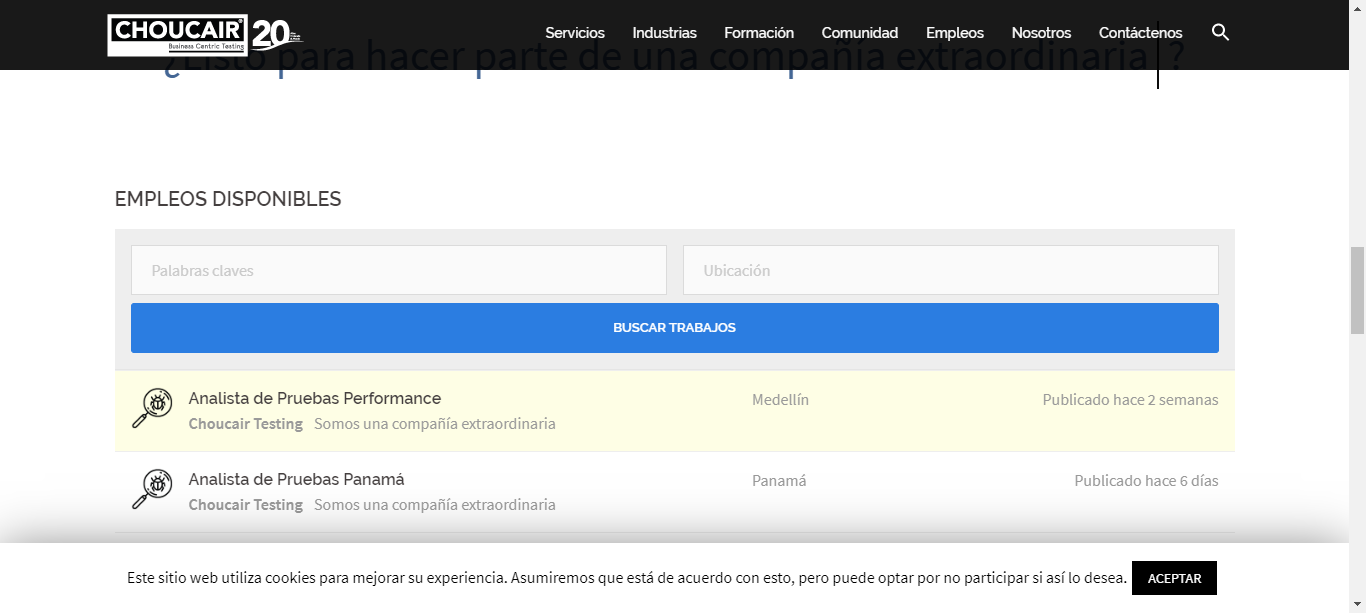 CHOUCAIR
Business Centric Testing
20
Servicios Industrias Formación Comunidad Empleos Nosotros Contáctenos
¿Listo para hacer parte de una compañía extraordinaria ?
EMPLEOS DISPONIBLES
Palabras claves Ubicación
BUSCAR TRABAJOS
Analista de Pruebas Performance Medellín Publicado hace 2 semanas
Choucair Testing Somos una compañía extraordinaria
Analista de Pruebas Panamá Panamá Publicado hace 6 días
Choucair Testing Somos una compañía extraordinaria
Este sitio web utiliza cookies para mejorar su experiencia. Asumiremos que está de acuerdo con esto, pero puede optar por no participar si así lo desea. ACEPTAR